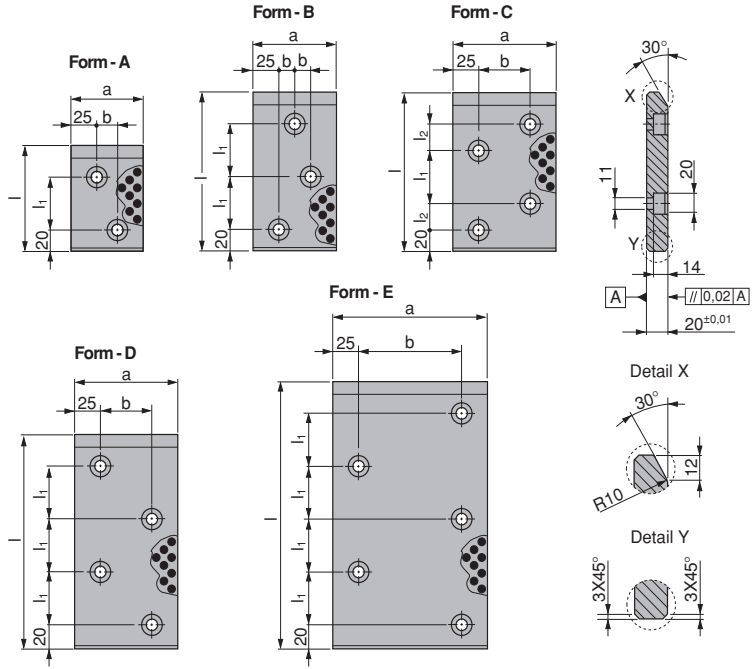 Form - A
a
25 b
l
l1
20
Form - B
a
25 b b
l
l1
l1
20
Form - C
a
25 b
l
l2
l1
l2
20
30°
X
11
20
Y
14
A
// 0,02 A
20±0,01
Form - D
a
25 b
l
l1
l1
l1
20
Form - E
a
25 b
l
l1
l1
l1
l1
20
Detail X
30°
12
R10
Detail Y
3X45°
3X45°